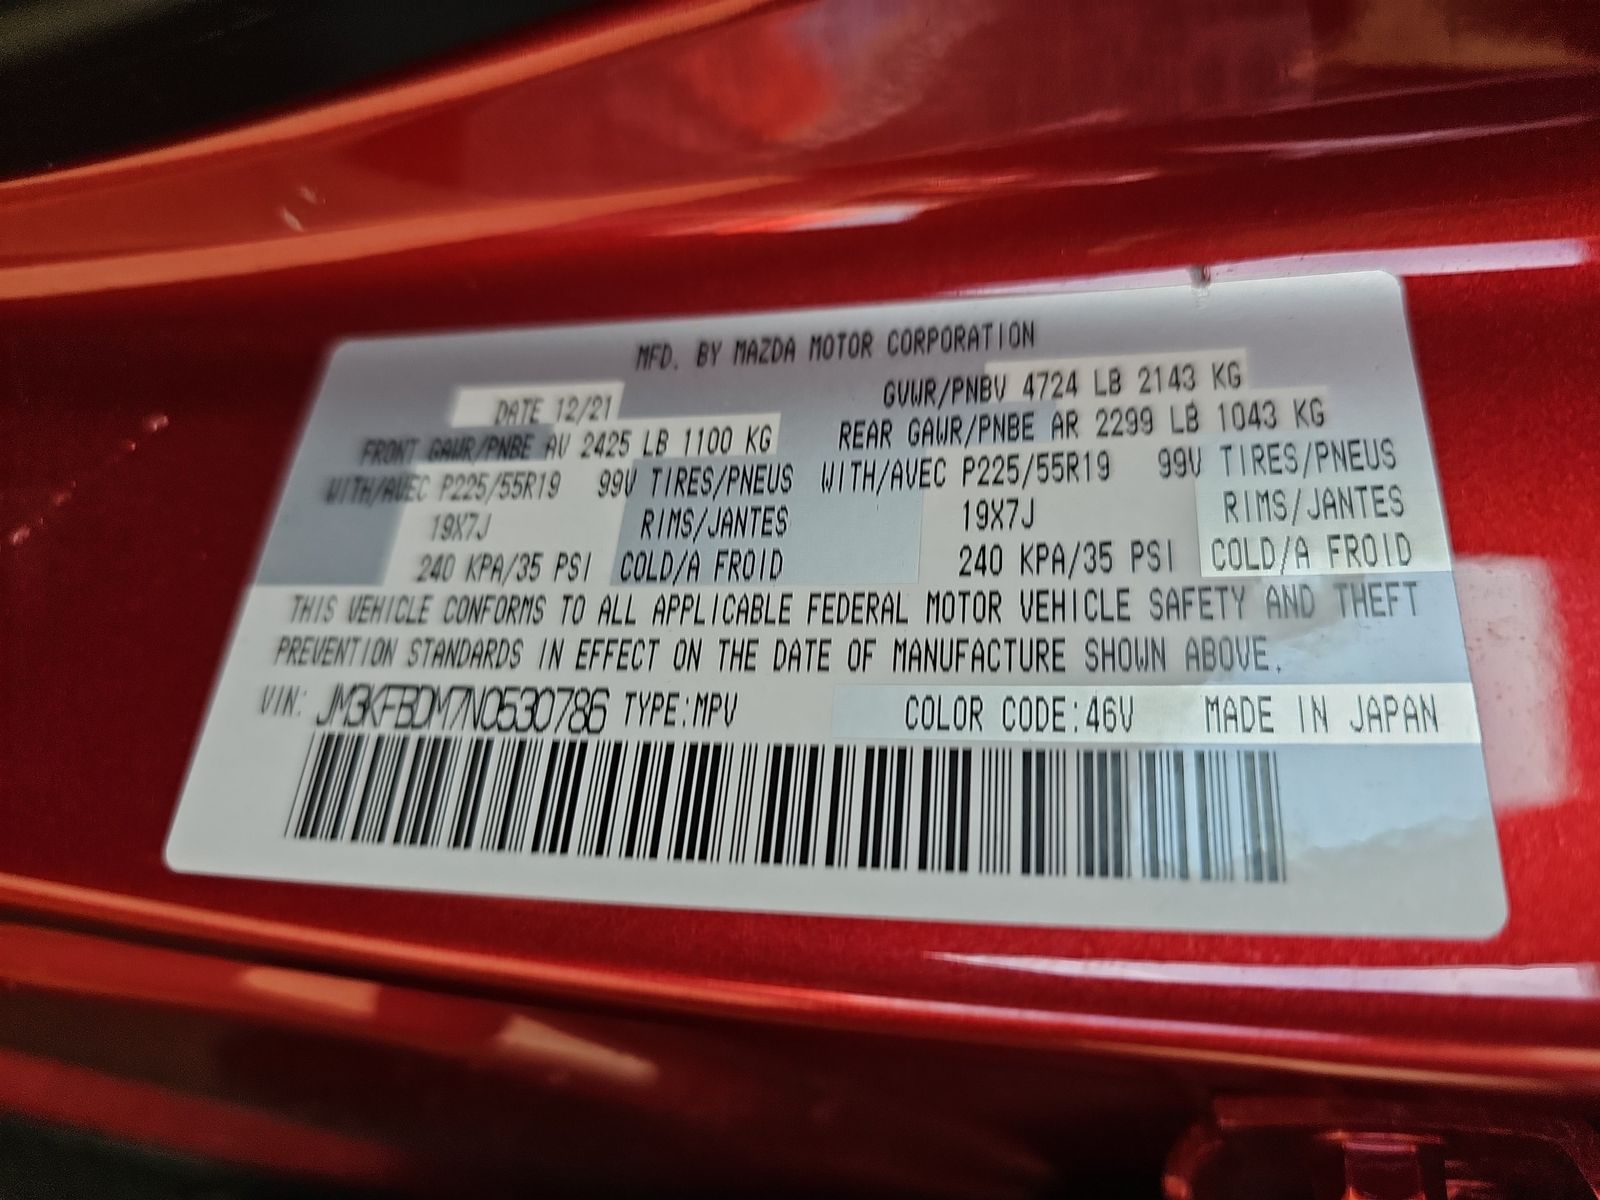 MFD. BY MAZDA MOTOR CORPORATION
DATE 12/21 GVWR/PNBV 4724 LB 2143 KG
FRONT GAWR/PNBE AV 2425 LB 1100 KG REAR GAWR/PNBE AR 2299 LB 1043 KG
WITH/AVEC P225/55R19 99V TIRES/PNEUS WITH/AVEC P225/55R19 99V TIRES/PNEUS
19X7J RIMS/JANTES 19X7J RIMS/JANTES
240 KPA/35 PSI COLD/A FROID 240 KPA/35 PSI COLD/A FROID
THIS VEHICLE CONFORMS TO ALL APPLICABLE FEDERAL MOTOR VEHICLE SAFETY AND THEFT
PREVENTION STANDARDS IN EFFECT ON THE DATE OF MANUFACTURE SHOWN ABOVE.
VIN: JM3KFBDM7N0530786 TYPE:MPV COLOR CODE:46V MADE IN JAPAN